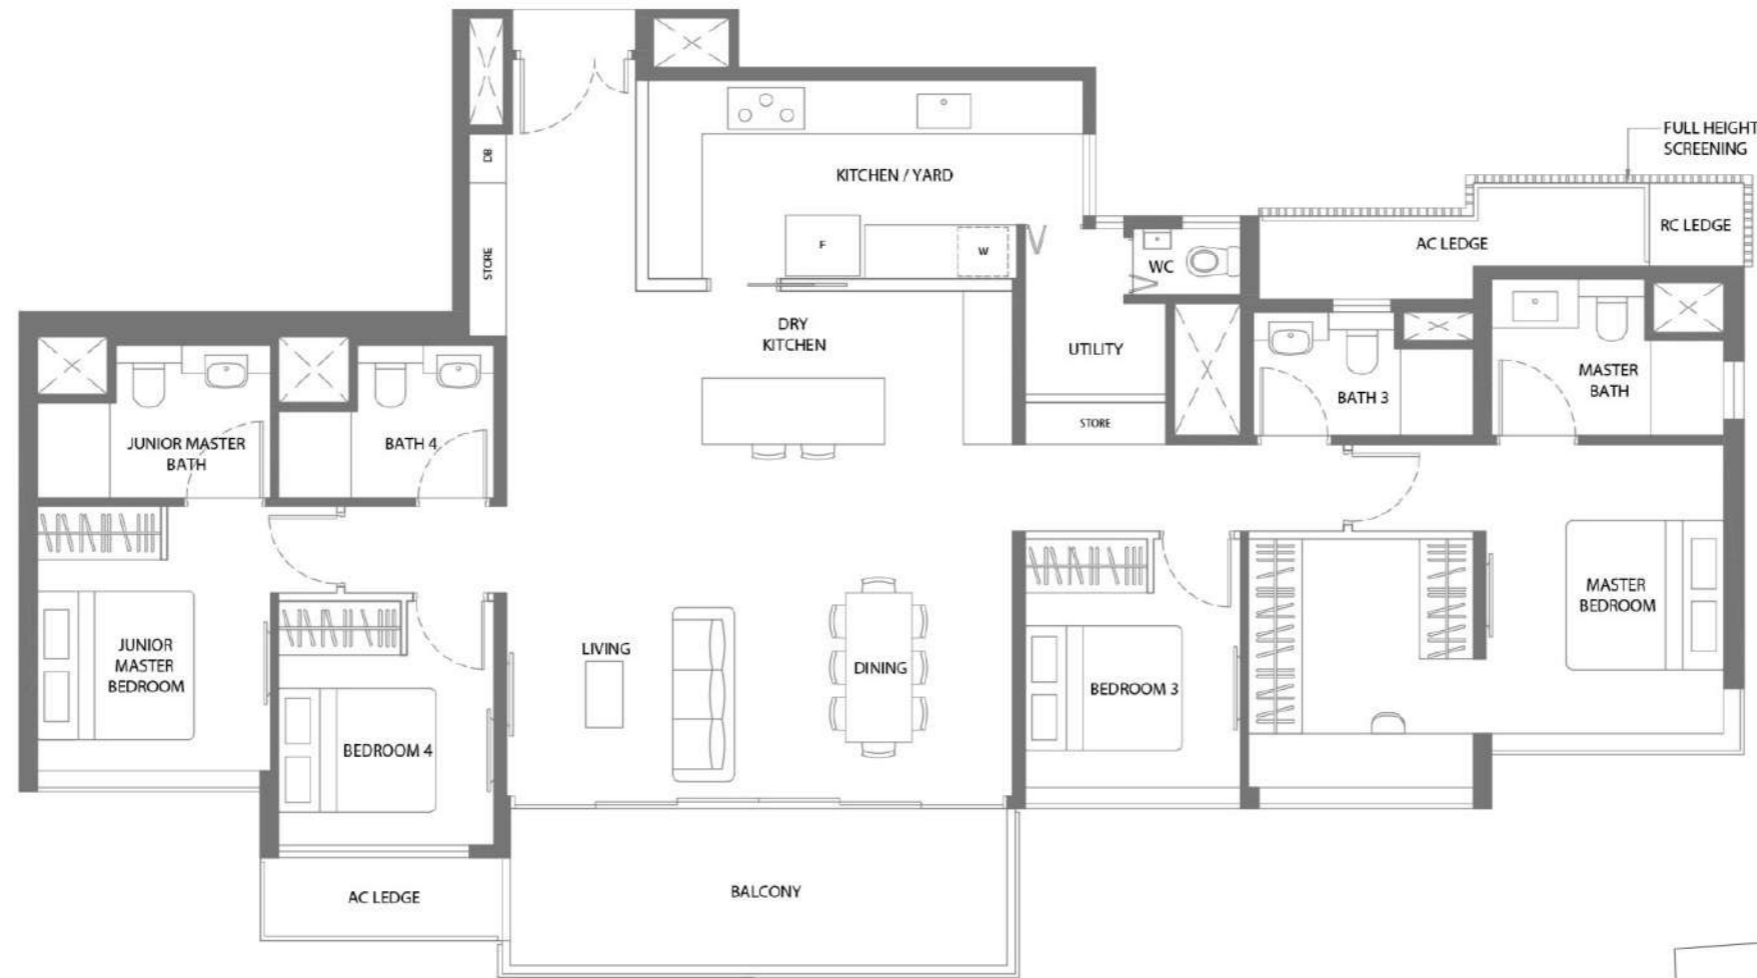 FULL HEIGHT
SCREENING
DB
KITCHEN / YARD
RC LEDGE
AC LEDGE
F
W
WC
STORE
DRY
KITCHEN
UTILITY
MASTER
BATH
BATH 3
STORE
JUNIOR MASTER
BATH
BATH 4
MASTER
BEDROOM
JUNIOR
MASTER
BEDROOM
LIVING
DINING
BEDROOM 3
BEDROOM 4
AC LEDGE
BALCONY